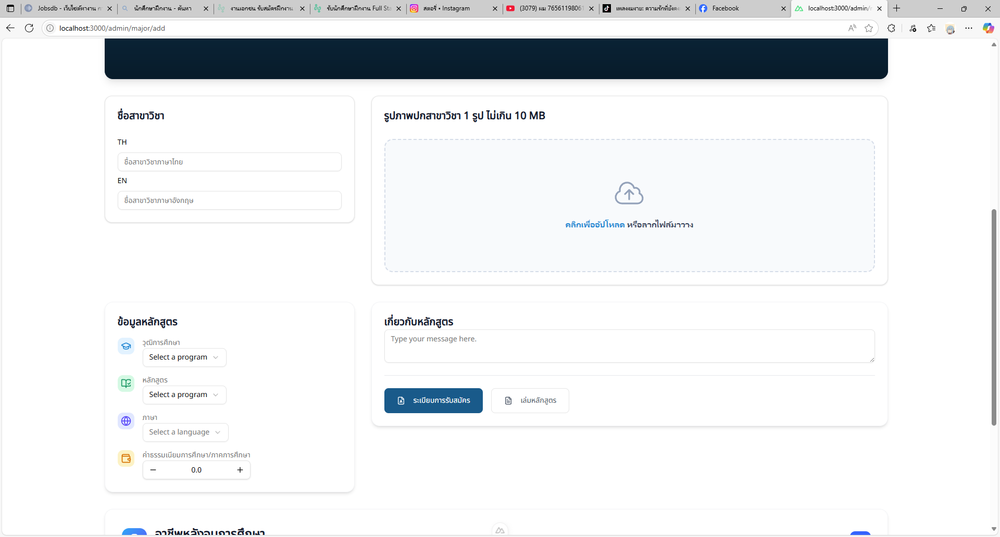 Jobsdb - เว็บไซต์หางาน ก
นักศึกษาฝึกงาน - ค้นหา
งานเอกชน รับสมัครฝึกงาน
รับนักศึกษาฝึกงาน Full Sta
สตอรี่ • Instagram
(3079) ผม 76561198061
เพลงงมงาย: ความรักที่ยังคง
Facebook
localhost:3000/admin/
localhost:3000/admin/major/add
ชื่อสาขาวิชา
TH
ชื่อสาขาวิชาภาษาไทย
EN
ชื่อสาขาวิชาภาษาอังกฤษ
รูปภาพปกสาขาวิชา 1 รูป ไม่เกิน 10 MB
คลิกเพื่ออัปโหลด หรือลากไฟล์มาวาง
ข้อมูลหลักสูตร
วุฒิการศึกษา
Select a program
หลักสูตร
Select a program
ภาษา
Select a language
ค่าธรรมเนียมการศึกษา/ภาคการศึกษา
− 0.0 +
เกี่ยวกับหลักสูตร
Type your message here.
ระเบียบการรับสมัคร
เล่มหลักสูตร
อาชีพหลังจบการศึกษา